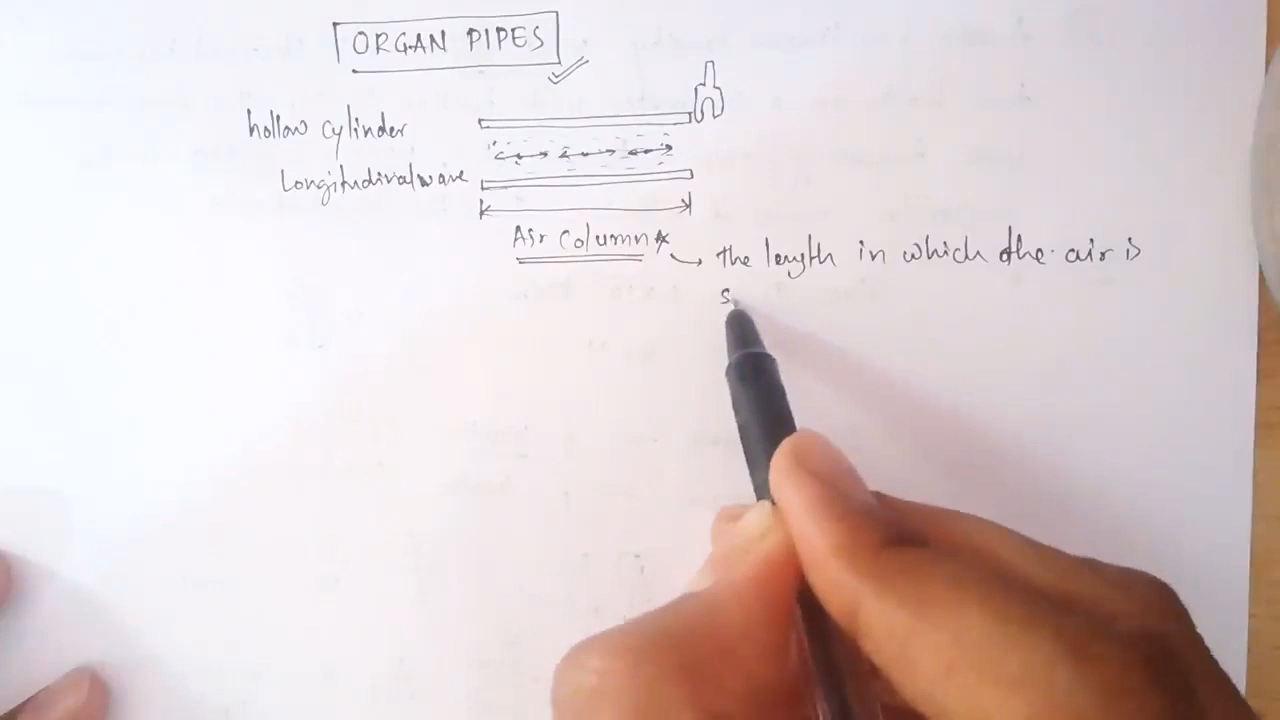 ORGAN PIPES
hollow cylinder
Longitudinal wave
Air column
the length in which the air is
s